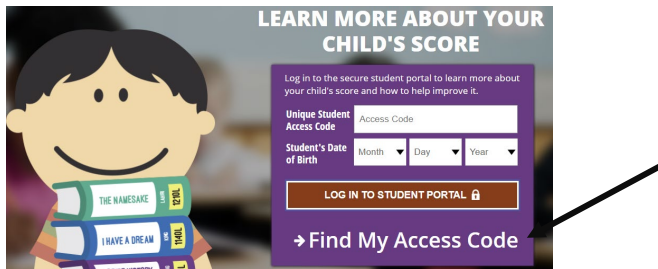 LEARN MORE ABOUT YOUR
CHILD'S SCORE
Log in to the secure student portal to learn more about
your child's score and how to help improve it.
Unique Student
Access Code
Access Code
Student's Date
of Birth
Month
Day
Year
LOG IN TO STUDENT PORTAL
Find My Access Code
THE NAMESAKE
LAHIRI
1210L
I HAVE A DREAM
KING
1140L